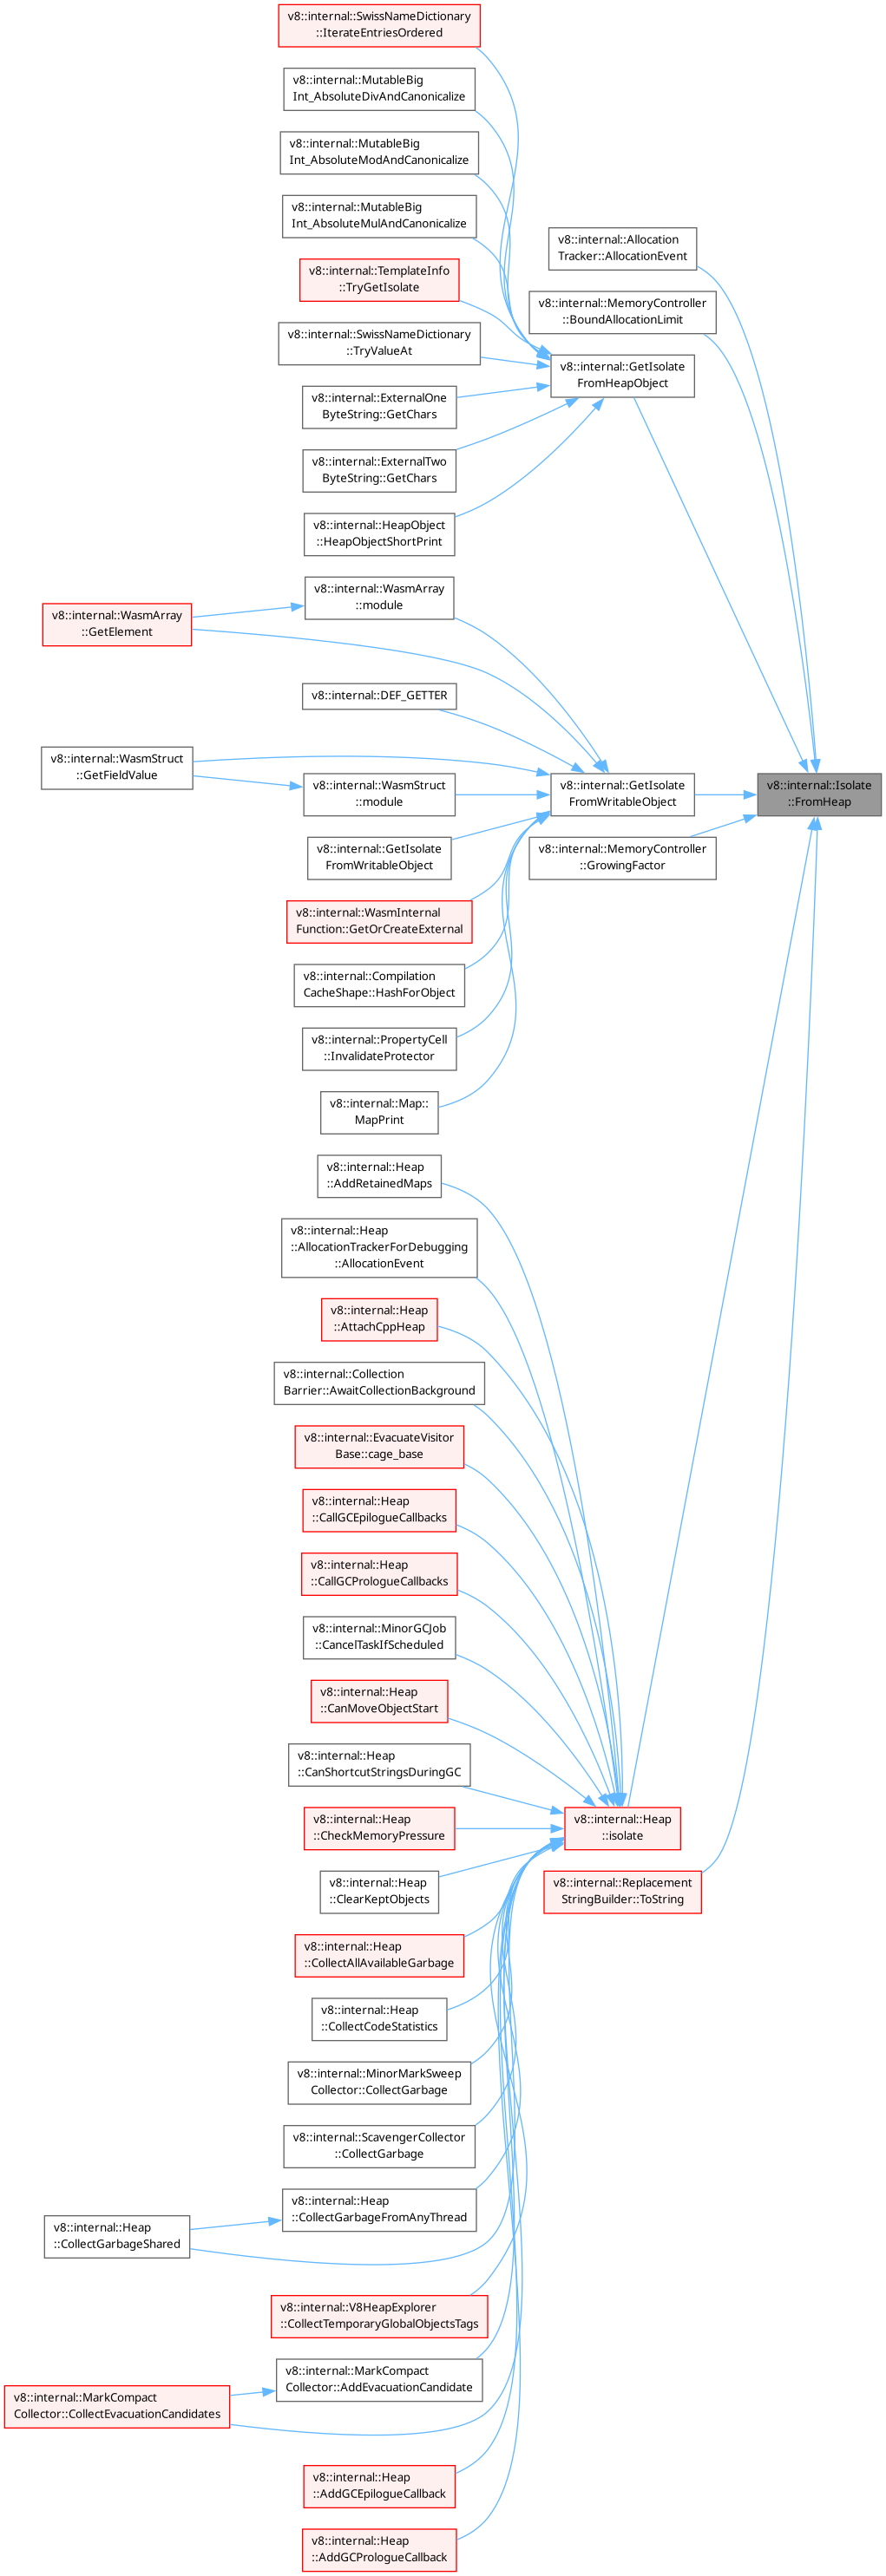 v8::internal::SwissNameDictionary
::IterateEntriesOrdered
v8::internal::MutableBig
Int_AbsoluteDivAndCanonicalize
v8::internal::MutableBig
Int_AbsoluteModAndCanonicalize
v8::internal::MutableBig
Int_AbsoluteMulAndCanonicalize
v8::internal::Allocation
Tracker::AllocationEvent
v8::internal::TemplateInfo
::TryGetIsolate
v8::internal::MemoryController
::BoundAllocationLimit
v8::internal::SwissNameDictionary
::TryValueAt
v8::internal::GetIsolate
FromHeapObject
v8::internal::ExternalOne
ByteString::GetChars
v8::internal::ExternalTwo
ByteString::GetChars
v8::internal::HeapObject
::HeapObjectShortPrint
v8::internal::WasmArray
::module
v8::internal::WasmArray
::GetElement
v8::internal::DEF_GETTER
v8::internal::WasmStruct
::GetFieldValue
v8::internal::WasmStruct
::module
v8::internal::GetIsolate
FromWritableObject
v8::internal::Isolate
::FromHeap
v8::internal::GetIsolate
FromWritableObject
v8::internal::MemoryController
::GrowingFactor
v8::internal::WasmInternal
Function::GetOrCreateExternal
v8::internal::Compilation
CacheShape::HashForObject
v8::internal::PropertyCell
::InvalidateProtector
v8::internal::Map::
MapPrint
v8::internal::Heap
::AddRetainedMaps
v8::internal::Heap
::AllocationTrackerForDebugging
::AllocationEvent
v8::internal::Heap
::AttachCppHeap
v8::internal::Collection
Barrier::AwaitCollectionBackground
v8::internal::EvacuateVisitor
Base::cage_base
v8::internal::Heap
::CallGCEpilogueCallbacks
v8::internal::Heap
::CallGCPrologueCallbacks
v8::internal::MinorGCJob
::CancelTaskIfScheduled
v8::internal::Heap
::CanMoveObjectStart
v8::internal::Heap
::CanShortcutStringsDuringGC
v8::internal::Heap
::CheckMemoryPressure
v8::internal::Heap
::isolate
v8::internal::Heap
::ClearKeptObjects
v8::internal::Replacement
StringBuilder::ToString
v8::internal::Heap
::CollectAllAvailableGarbage
v8::internal::Heap
::CollectCodeStatistics
v8::internal::MinorMarkSweep
Collector::CollectGarbage
v8::internal::ScavengerCollector
::CollectGarbage
v8::internal::Heap
::CollectGarbageFromAnyThread
v8::internal::Heap
::CollectGarbageShared
v8::internal::V8HeapExplorer
::CollectTemporaryGlobalObjectsTags
v8::internal::MarkCompact
Collector::AddEvacuationCandidate
v8::internal::MarkCompact
Collector::CollectEvacuationCandidates
v8::internal::Heap
::AddGCEpilogueCallback
v8::internal::Heap
::AddGCPrologueCallback